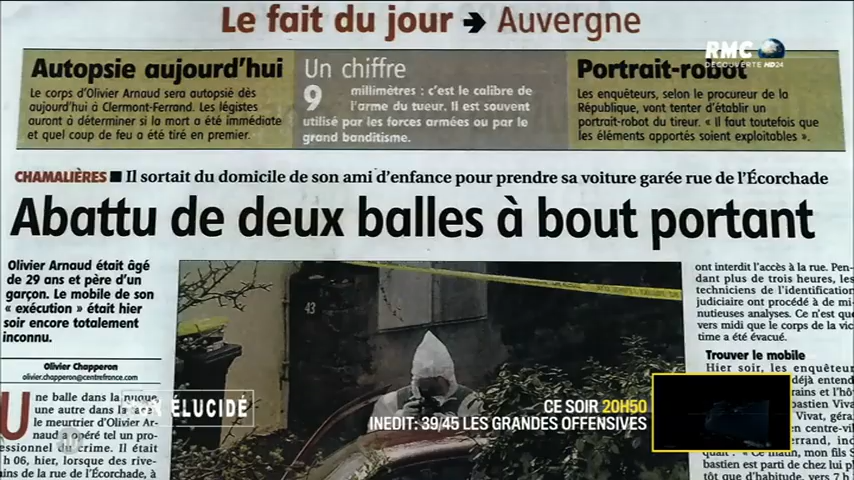 Le fait du jour → Auvergne
RMC
DECOUVERTE HD24
Autopsie aujourd'hui
Le corps d'Olivier Arnaud sera autopsié dès
aujourd'hui à Clermont-Ferrand. Les légistes
auront à déterminer si la mort a été immédiate
et quel coup de feu a été tiré en premier.
Un chiffre
9 millimètres : c'est le calibre de
l'arme du tueur. Il est souvent
utilisé par les forces armées ou par le
grand banditisme.
Portrait-robot
Les enquêteurs, selon le procureur de la
République, vont tenter d'établir un
portrait-robot du tireur. « Il faut toutefois que
les éléments apportés soient exploitables ».
CHAMALIÈRES ■ Il sortait du domicile de son ami d'enfance pour prendre sa voiture garée rue de l'Écorchade
Abattu de deux balles à bout portant
Olivier Arnaud était âgé
de 29 ans et père d'un
garçon. Le mobile de son
« exécution » était hier
soir encore totalement
inconnu.
Olivier Chapperon
olivier.chapperon@centrefrance.com
Une balle dans la nuque,
une autre dans la
le meurtrier d'Olivier Ar-
naud opéré tel un pro-
fessionnel du crime. Il était
h 06, hier, lorsque des rive-
ains de la rue de l'Écorchade, à
43
ont interdit l'accès à la rue. Pen-
dant plus de trois heures, les
techniciens de l'identification
judiciaire ont procédé à de mi-
nutieuses analyses. Ce n'est que
vers midi que le corps de la vic-
time a été évacué.
Trouver le mobile
Hier soir, les enquêteur
déjà entend
rains et l'hô
bastien Viva
Vivat, géra
en centre-vil
errand, ind
quait : « Ce matin, mon fils S
bastien est parti de chez lui pl
tôt que d'habitude, vers 7 h
ÉLUCIDÉ
CE SOIR 20H50
INEDIT: 39/45 LES GRANDES OFFENSIVES